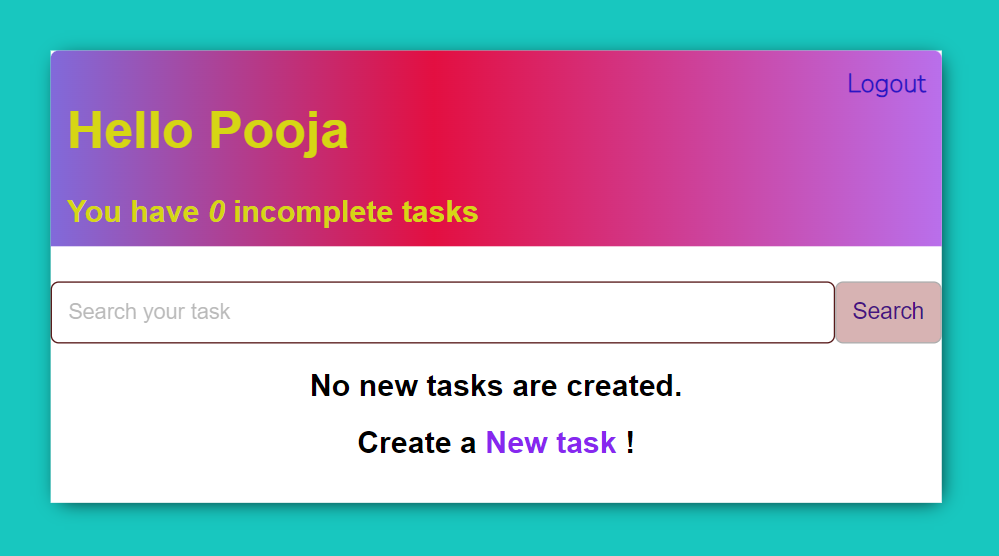 Logout
Hello Pooja
You have 0 incomplete tasks
Search your task
Search
No new tasks are created.
Create a New task !